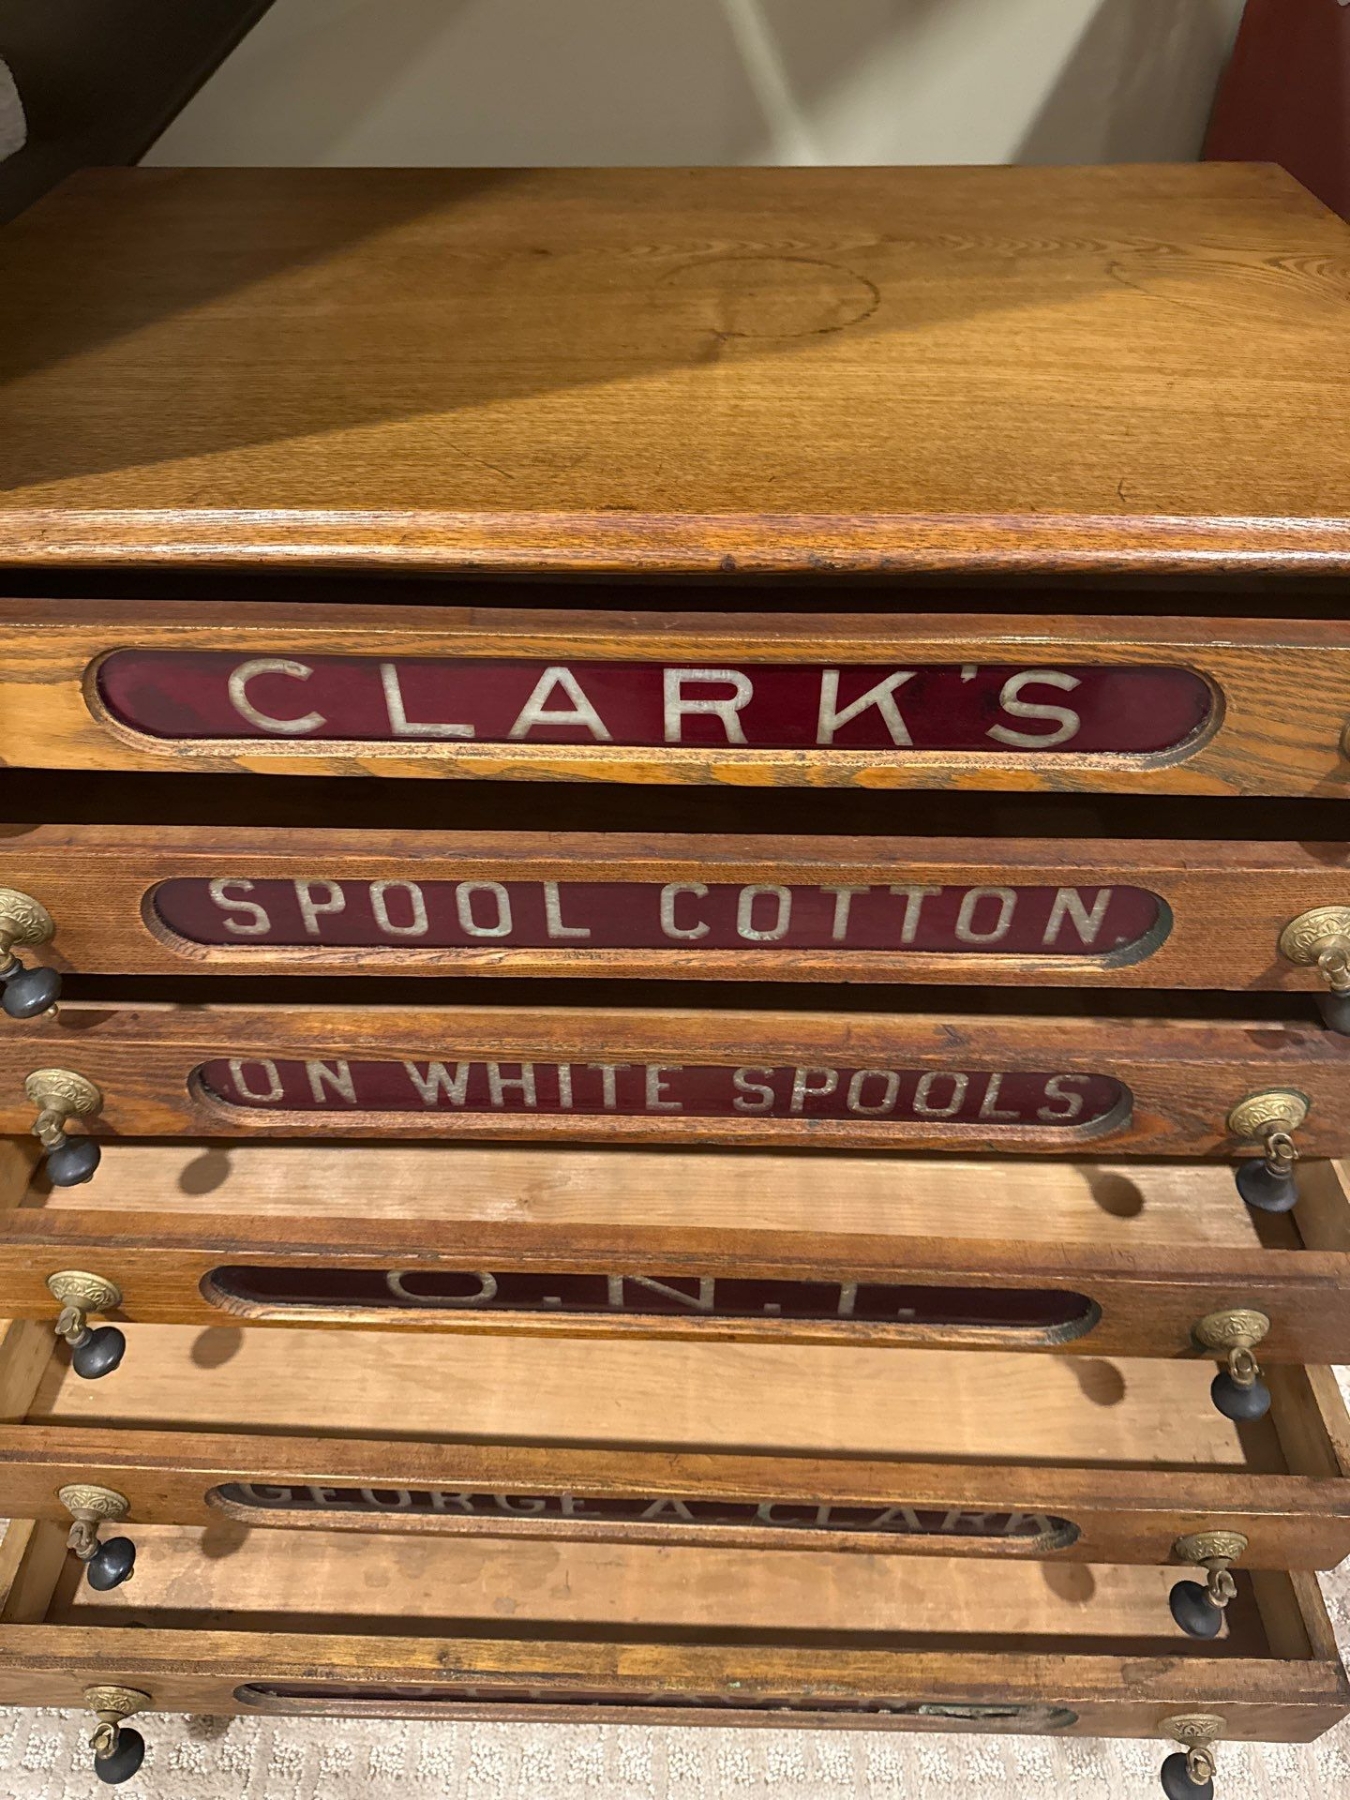 CLARK'S
SPOOL COTTON.
ON WHITE SPOOLS
O.N.T.
GEORGE A. CLARK